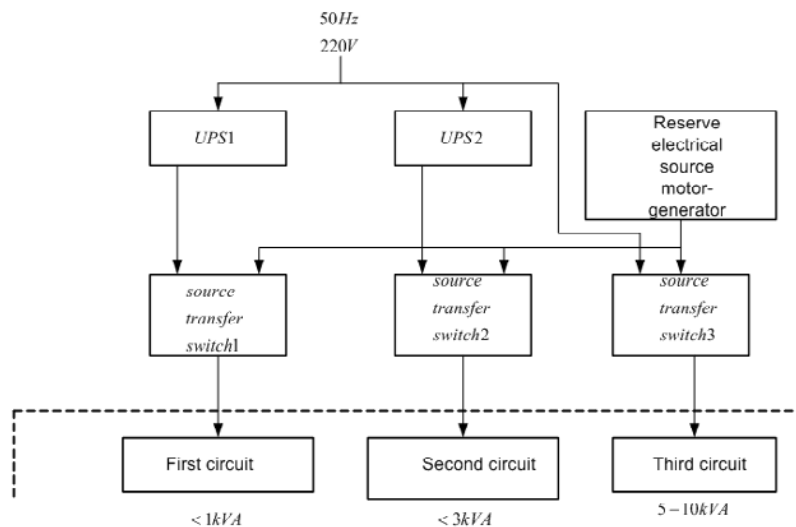 50Hz
220V
UPS1
UPS2
Reserve
electrical
source
motor-
generator
source
transfer
switch1
source
transfer
switch2
source
transfer
switch3
First circuit
Second circuit
Third circuit
<1kVA
<3kVA
5−10kVA